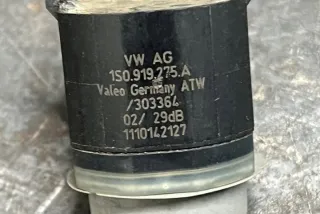 VW AG
1S0.919.275.A
Valeo Germany ATW
/303364
02/ 29dB
1110142127